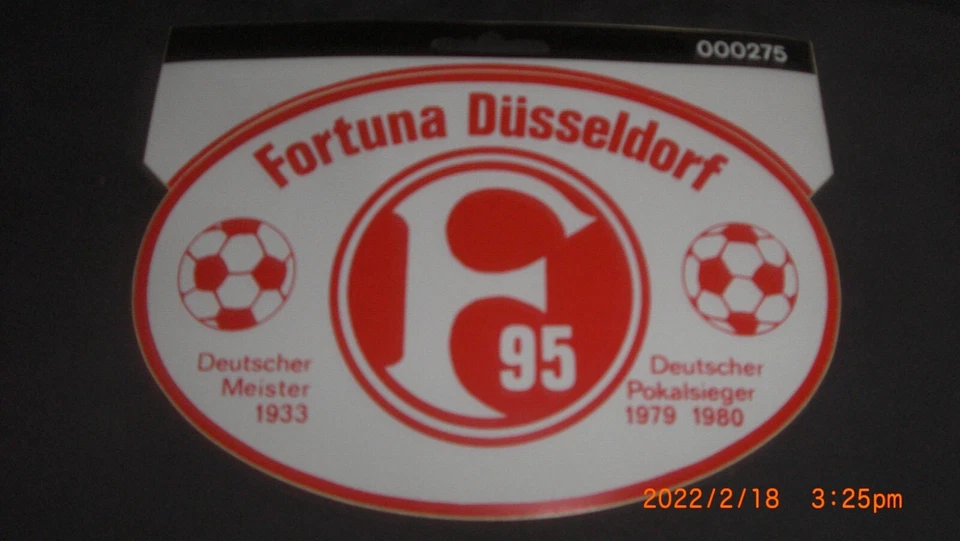 000275
Fortuna Düsseldorf
F
95
Deutscher
Meister
1933
Deutscher
Pokalsieger
1979 1980
2022/2/18 3:25pm